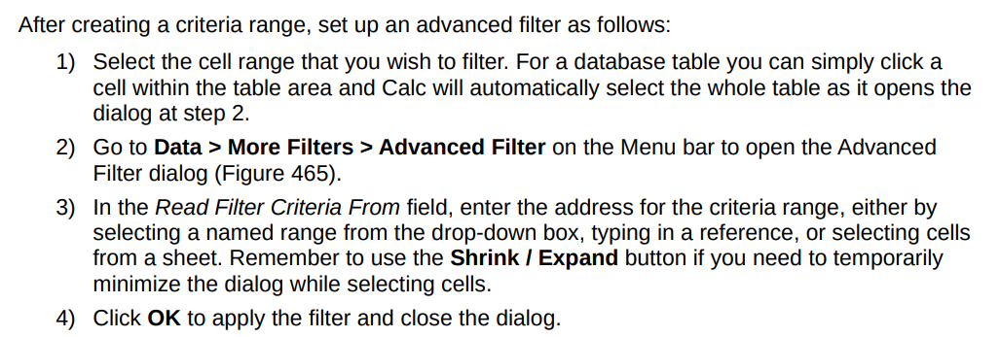 After creating a criteria range, set up an advanced filter as follows:
1) Select the cell range that you wish to filter. For a database table you can simply click a
cell within the table area and Calc will automatically select the whole table as it opens the
dialog at step 2.
2) Go to Data > More Filters > Advanced Filter on the Menu bar to open the Advanced
Filter dialog (Figure 465).
3) In the Read Filter Criteria From field, enter the address for the criteria range, either by
selecting a named range from the drop-down box, typing in a reference, or selecting cells
from a sheet. Remember to use the Shrink / Expand button if you need to temporarily
minimize the dialog while selecting cells.
4) Click OK to apply the filter and close the dialog.